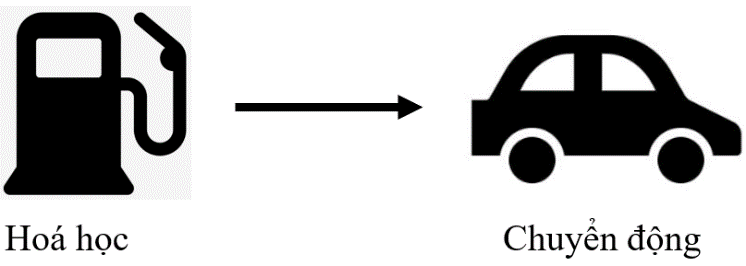 Hoá học
Chuyển động